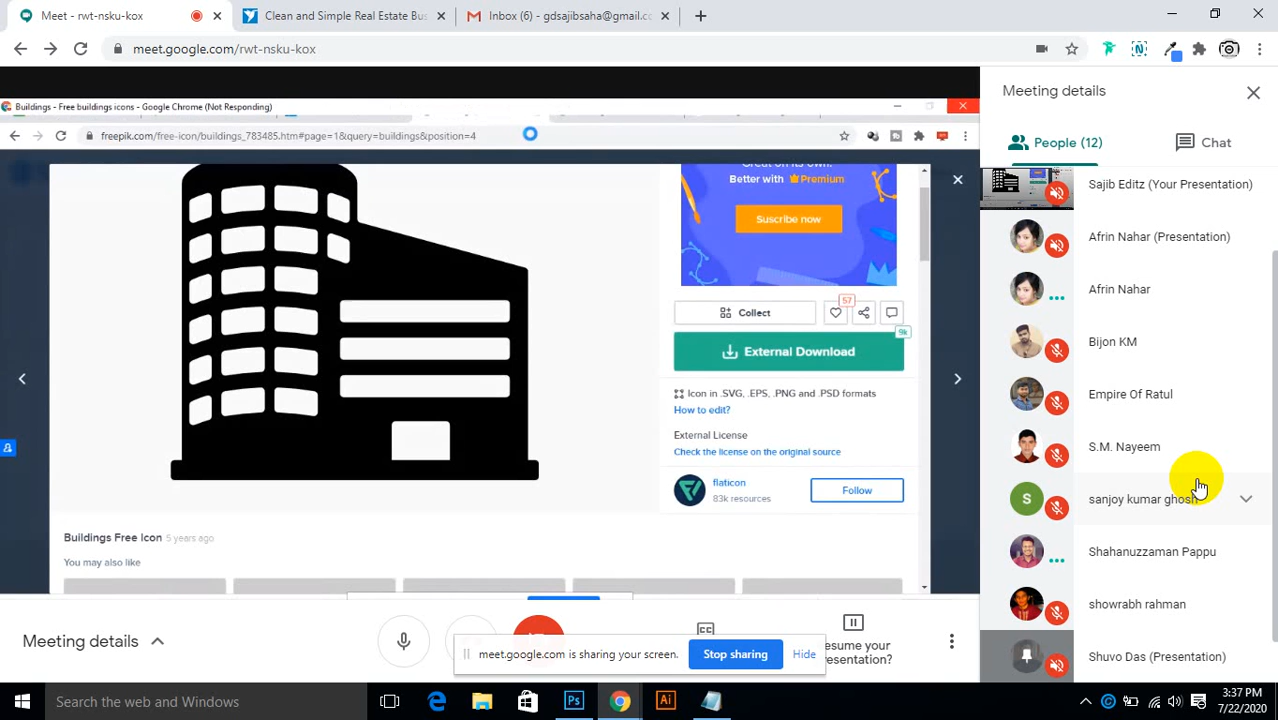 Meet - rwt-nsku-kox
Clean and Simple Real Estate Bus
Inbox (6) - gdsajibsaha@gmail.co
meet.google.com/rwt-nsku-kox
Buildings - Free buildings icons - Google Chrome (Not Responding)
freepik.com/free-icon/buildings_783485.htm#page=1&query=buildings&position=4
Better with Premium
Suscribe now
57
Collect
9k
External Download
Icon in .SVG, .EPS, .PNG and .PSD formats
How to edit?
External License
Check the license on the original source
flaticon
83k resources
Follow
Buildings Free Icon 5 years ago
You may also like
Meeting details
People (12)
Chat
Sajib Editz (Your Presentation)
Afrin Nahar (Presentation)
Afrin Nahar
Bijon KM
Empire Of Ratul
S.M. Nayeem
S
sanjoy kumar ghosh
Shahanuzzaman Pappu
showrabh rahman
Shuvo Das (Presentation)
Meeting details
CC
meet.google.com is sharing your screen.
Stop sharing
Hide
esume your
resentation?
Search the web and Windows
Ps
Ai
3:37 PM
7/22/2020